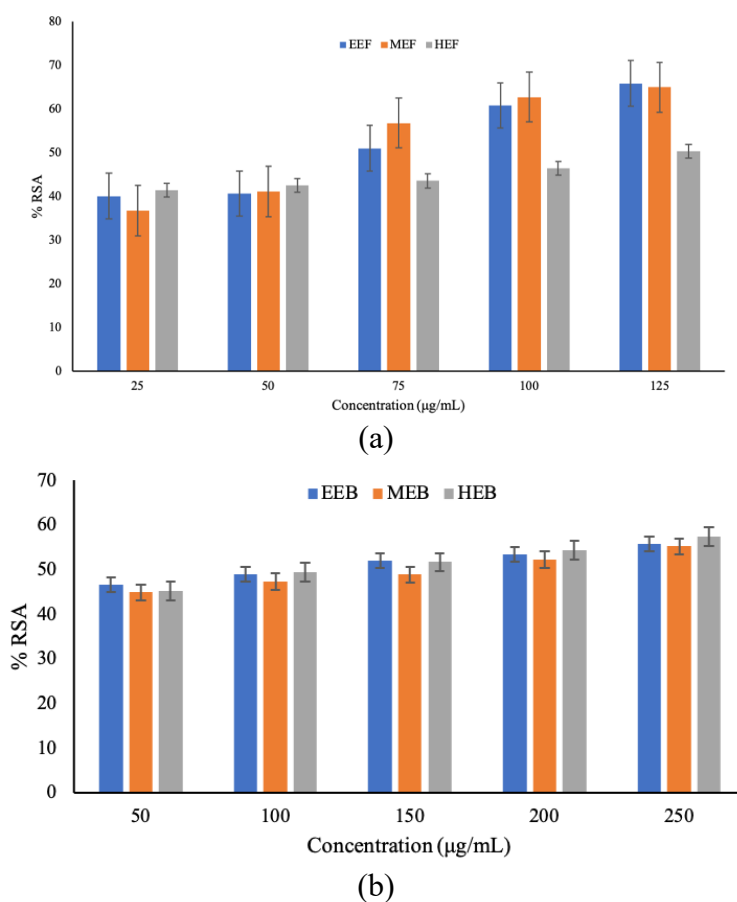 80
EEF MEF HEF
70
60
50
40
30
20
10
0
% RSA
25 50 75 100 125
Concentration (µg/mL)
(a)
70
EEB MEB HEB
60
50
40
30
20
10
0
% RSA
50 100 150 200 250
Concentration (µg/mL)
(b)